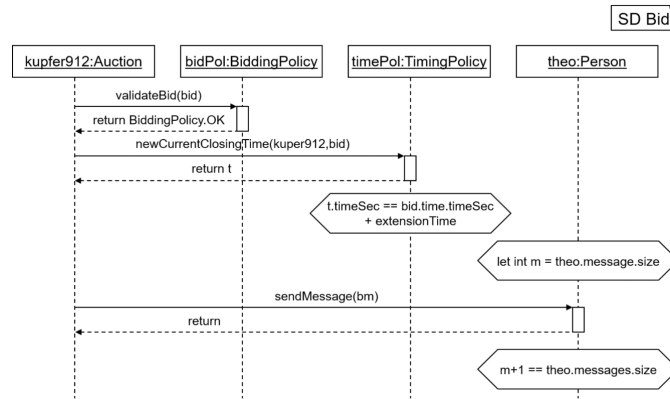 SD Bid
kupfer912:Auction
bidPol:BiddingPolicy
timePol:TimingPolicy
theo:Person
validateBid(bid)
return BiddingPolicy.OK
newCurrentClosingTime(kuper912,bid)
return t
t.timeSec == bid.time.timeSec
+ extensionTime
let int m = theo.message.size
sendMessage(bm)
return
m+1 == theo.messages.size